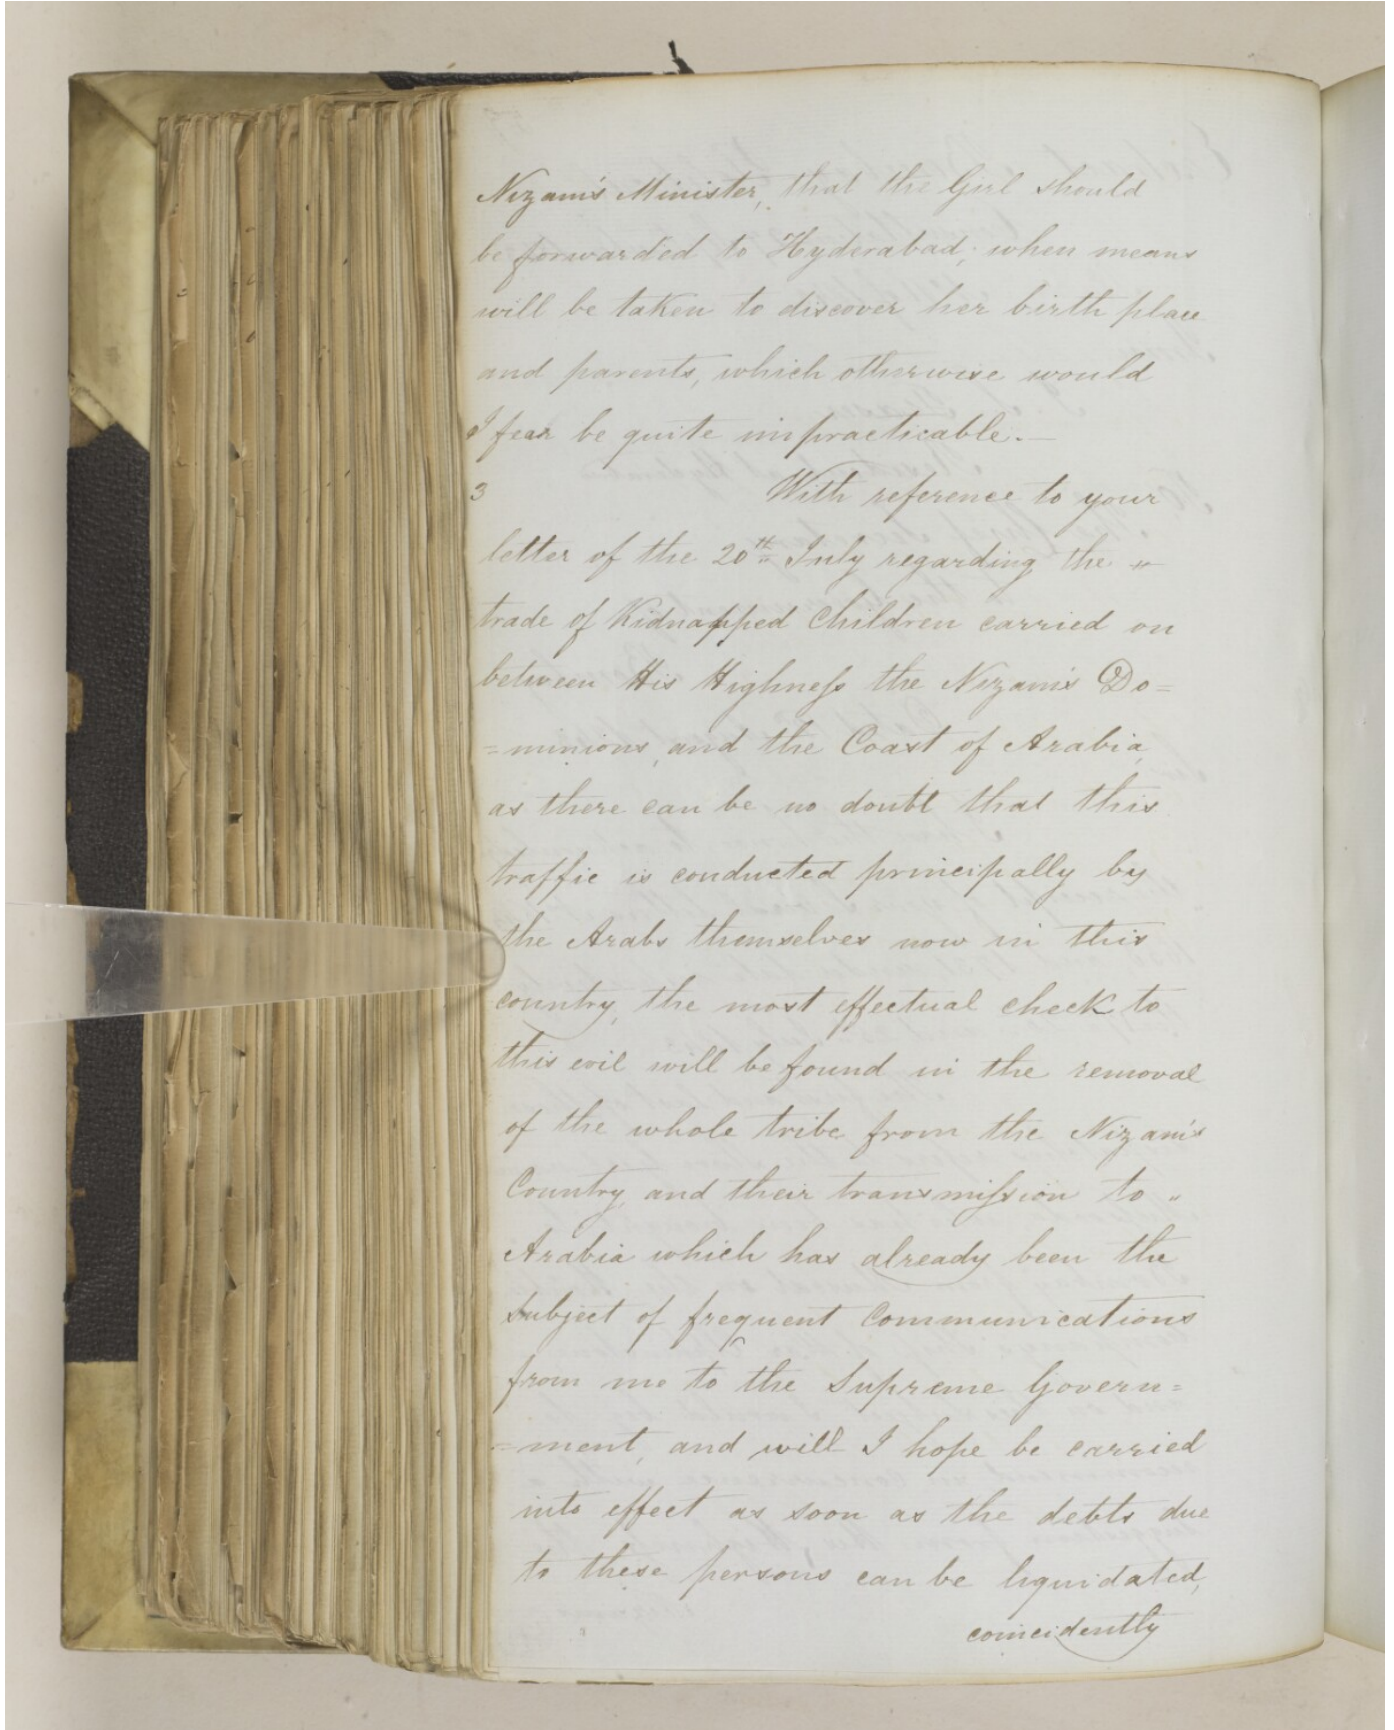 Nizam's Minister, that the Girl should
be forwarded to Hyderabad, when means
will be taken to discover her birth place
and parents, which otherwise would
I fear be quite impracticable. —
3 With reference to your
letter of the 20th July regarding the "
trade of Kidnapped Children carried on
between His Highneſs the Nizam's Do=
=minions, and the Coast of Arabia,
as there can be no doubt that this
traffic is conducted principally by
the Arabs themselves now in this
country, the most effectual check to
this evil will be found in the removal
of the whole tribe from the Nizam's
Country, and their transmiſsion to "
Arabia which has already been the
Subject of frequent Communications
from me to the Supreme Govern=
=ment, and will I hope be carried
into effect as soon as the debts due
to these persons can be liquidated,
coincidently